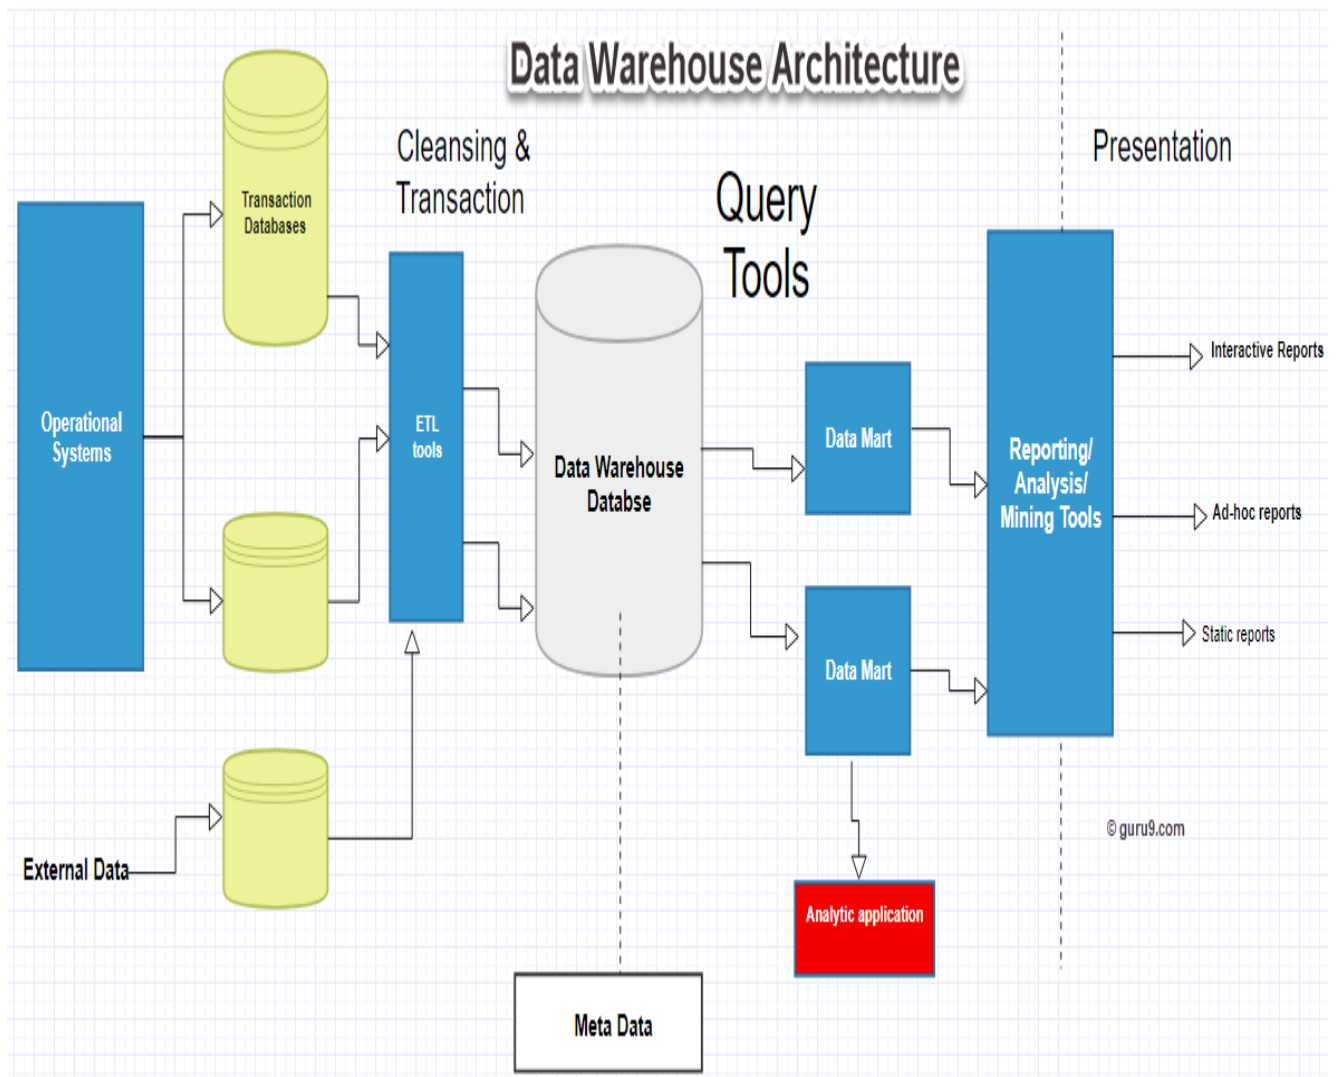 Data Warehouse Architecture
Cleansing &
Transaction
Query
Tools
Presentation
Transaction
Databases
Operational
Systems
ETL
tools
Data Warehouse
Databse
Data Mart
Data Mart
Reporting/
Analysis/
Mining Tools
Interactive Reports
Ad-hoc reports
Static reports
External Data
© guru9.com
Analytic application
Meta Data